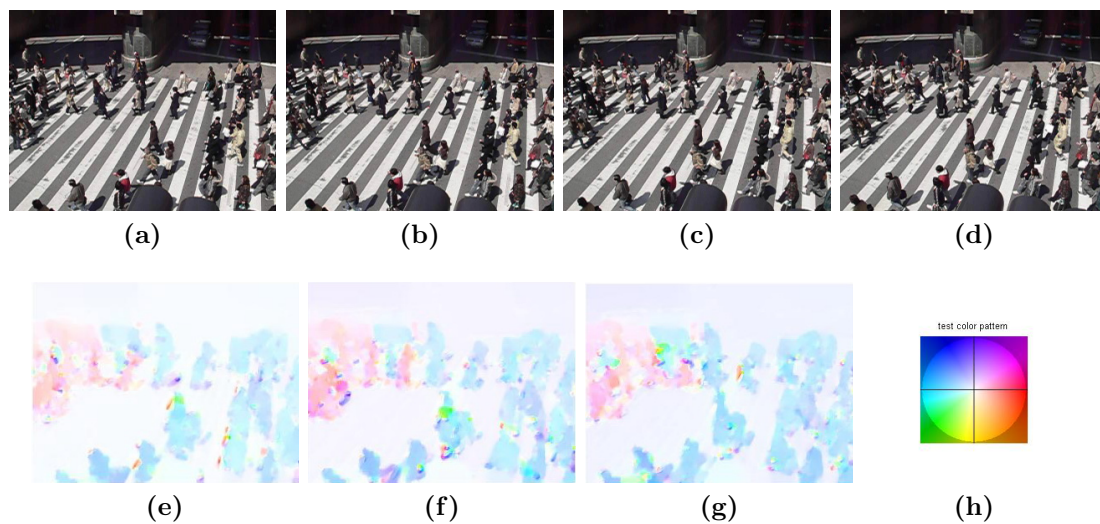 (a) (b) (c) (d)
test color pattern
(e) (f) (g) (h)